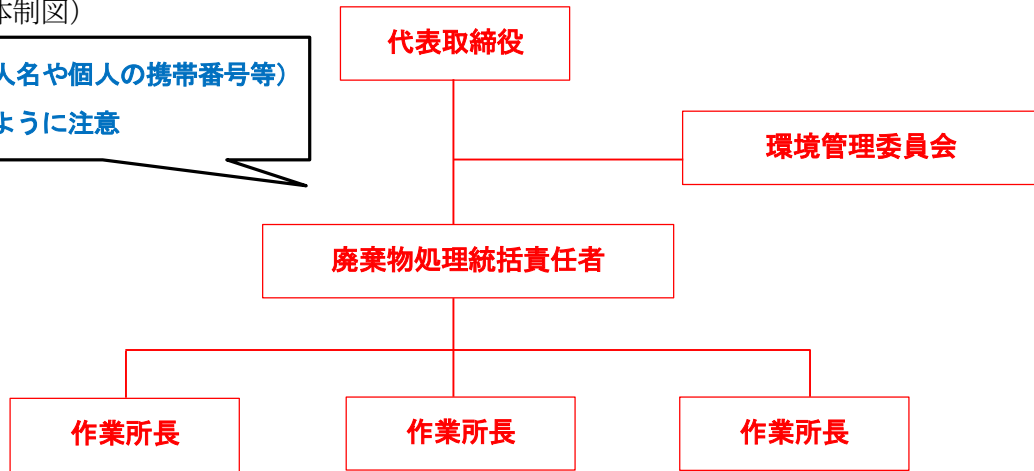 体制図）
代表取締役
人名や個人の携帯番号等）
ように注意
環境管理委員会
廃棄物処理統括責任者
作業所長
作業所長
作業所長